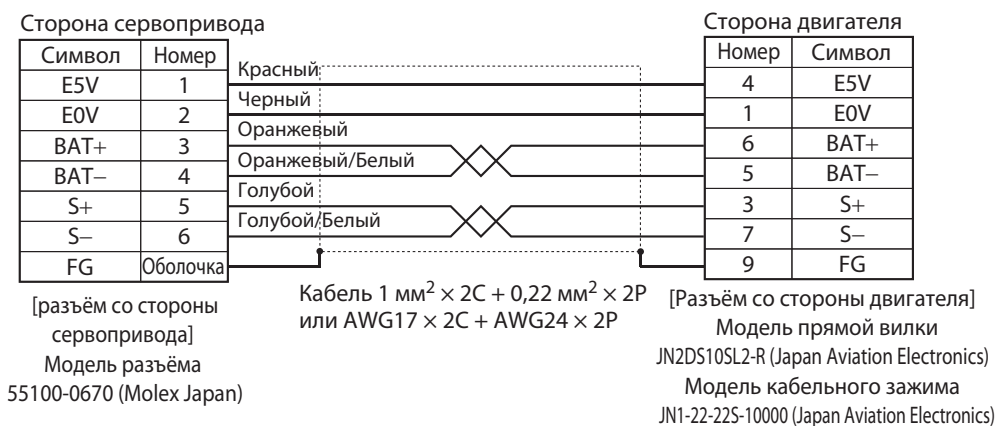 Сторона сервопривода
Символ Номер
E5V 1
E0V 2
BAT+ 3
BAT− 4
S+ 5
S− 6
FG Оболочка
Красный
Черный
Оранжевый
Оранжевый/Белый
Голубой
Голубой/Белый
Сторона двигателя
Номер Символ
4 E5V
1 E0V
6 BAT+
5 BAT−
3 S+
7 S−
9 FG
[разъём со стороны
сервопривода]
Модель разъёма
55100-0670 (Molex Japan)
Кабель 1 мм² × 2C + 0,22 мм² × 2P
или AWG17 × 2C + AWG24 × 2P
[Разъём со стороны двигателя]
Модель прямой вилки
JN2DS10SL2-R (Japan Aviation Electronics)
Модель кабельного зажима
JN1-22-22S-10000 (Japan Aviation Electronics)